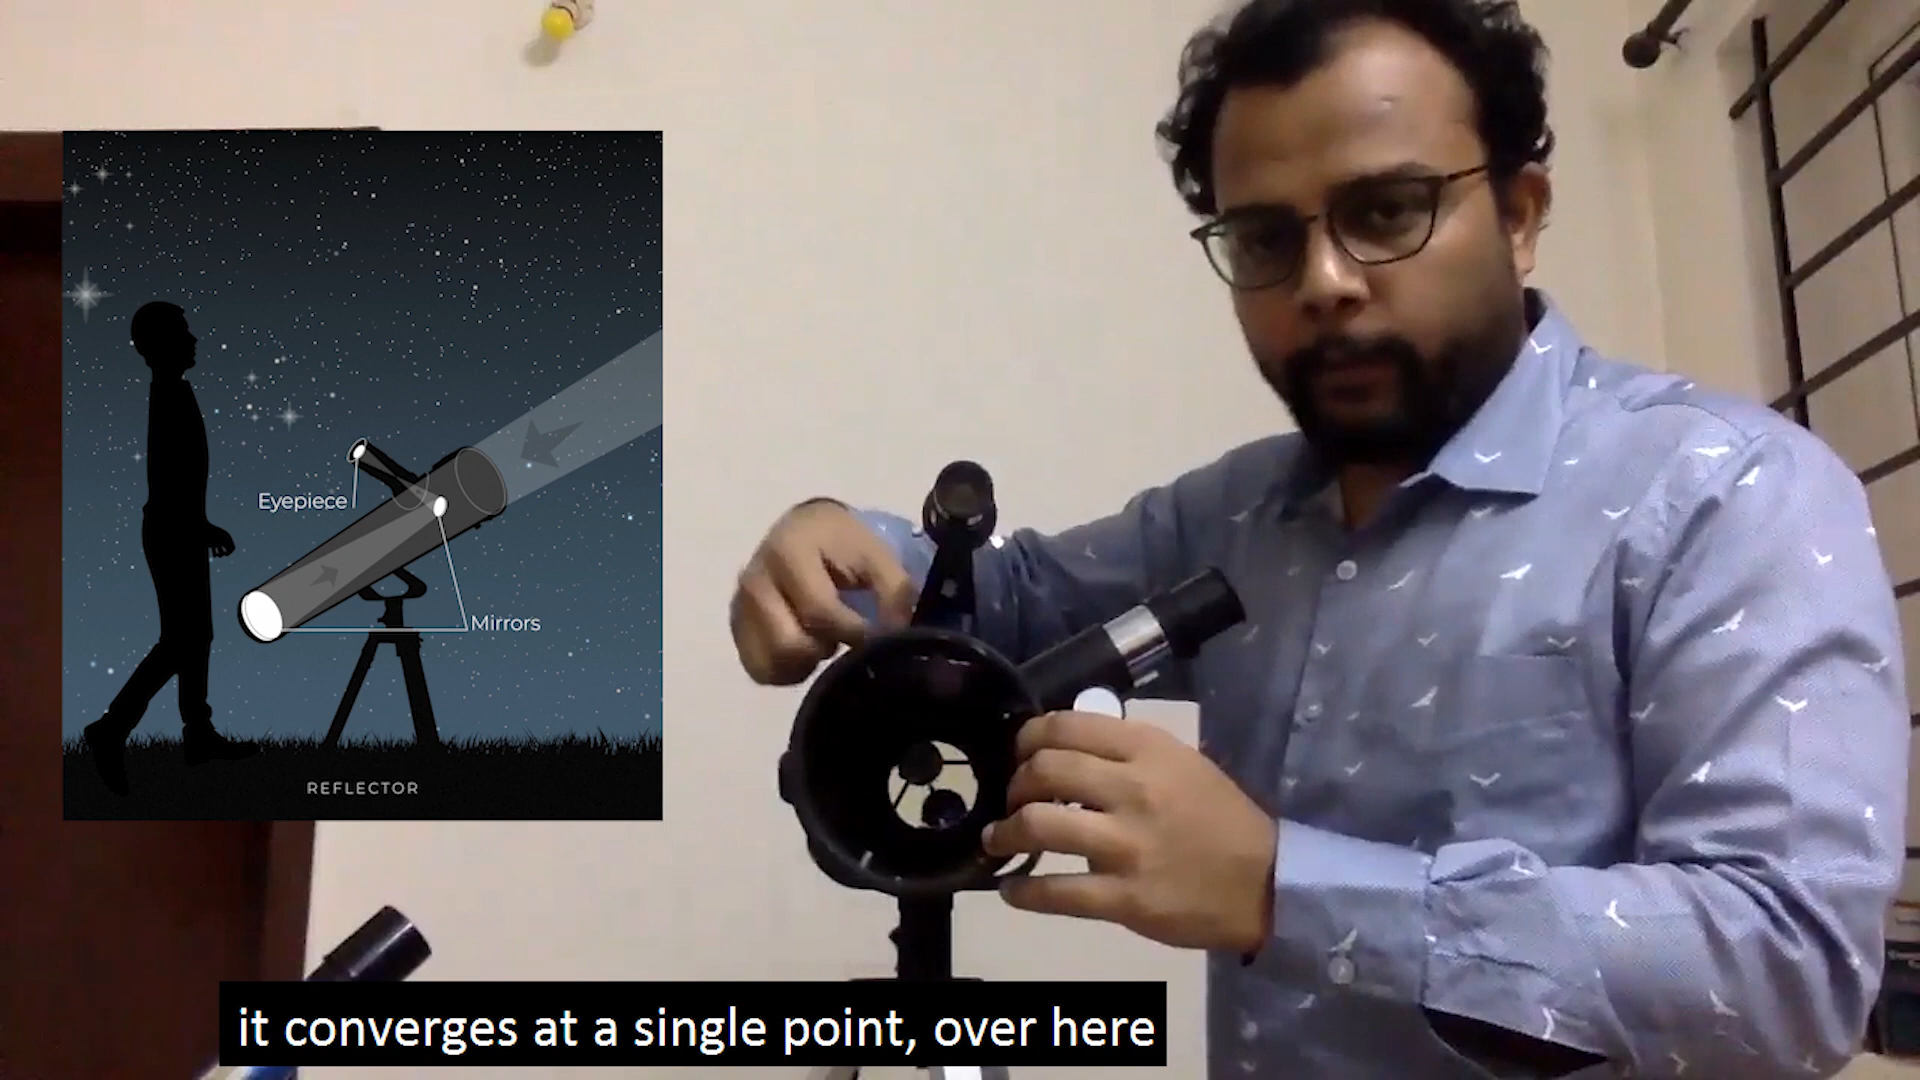 Eyepiece
Mirrors
REFLECTOR
it converges at a single point, over here